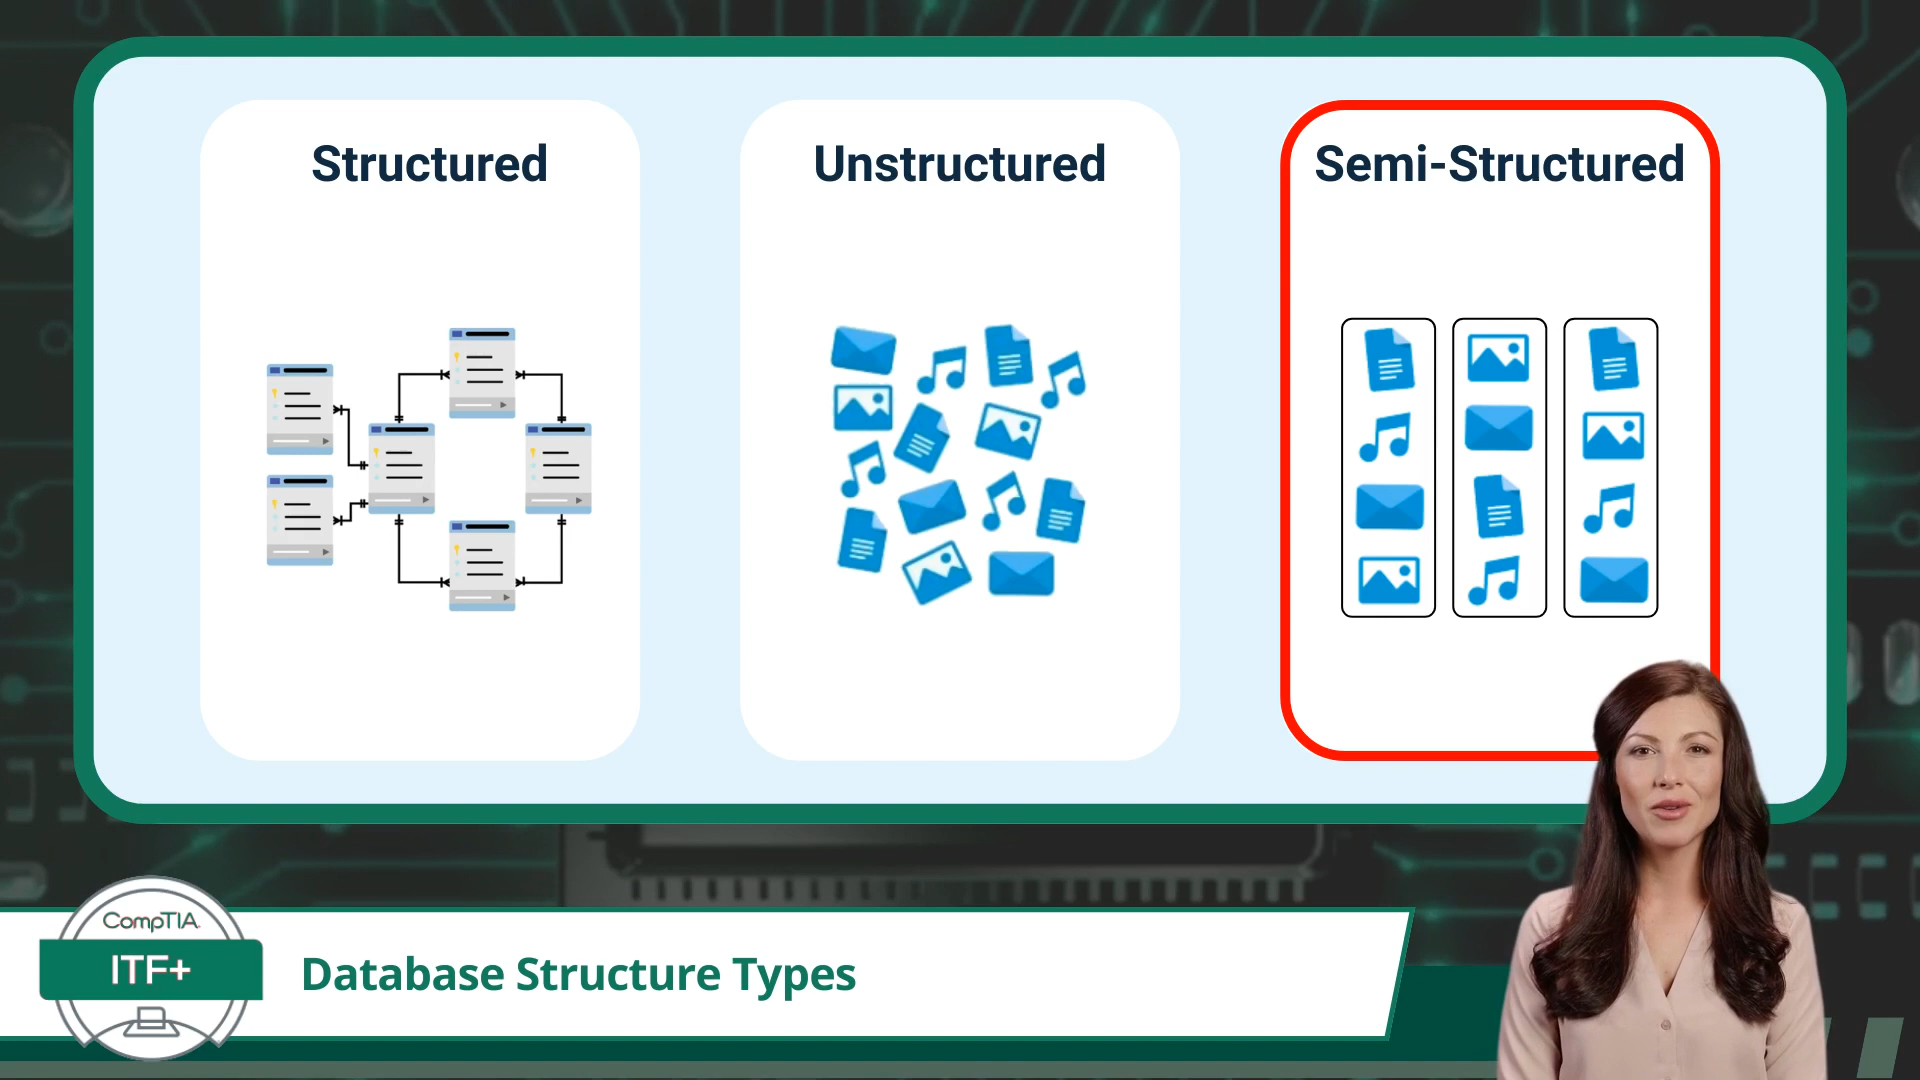 Structured
Unstructured
Semi-Structured
CompTIA
ITF+
Database Structure Types